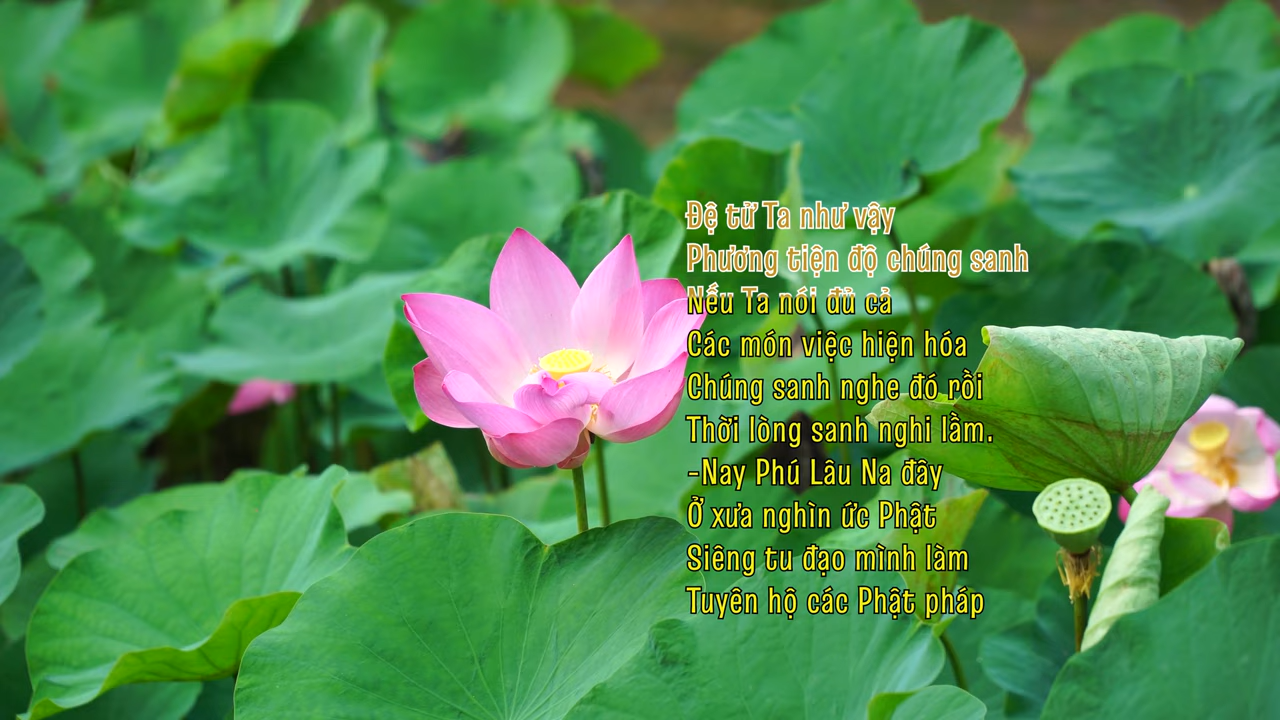 Đệ tử Ta như vậy
Phương tiện độ chúng sanh
Nếu Ta nói đủ cả
Các món việc hiện hóa
Chúng sanh nghe đó rồi
Thời lòng sanh nghi lầm.
-Nay Phú Lâu Na đây
Ở xưa nghìn ức Phật
Siêng tu đạo mình làm
Tuyên hộ các Phật pháp